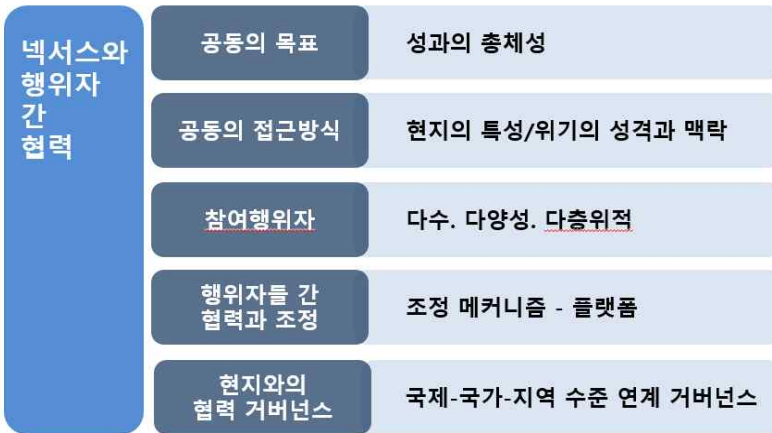 넥서스와
행위자
간
협력
공동의 목표
성과의 총체성
공동의 접근방식
현지의 특성/위기의 성격과 맥락
참여행위자
다수. 다양성. 다층위적
행위자들 간
협력과 조정
조정 메커니즘 - 플랫폼
현지와의
협력 거버넌스
국제-국가-지역 수준 연계 거버넌스